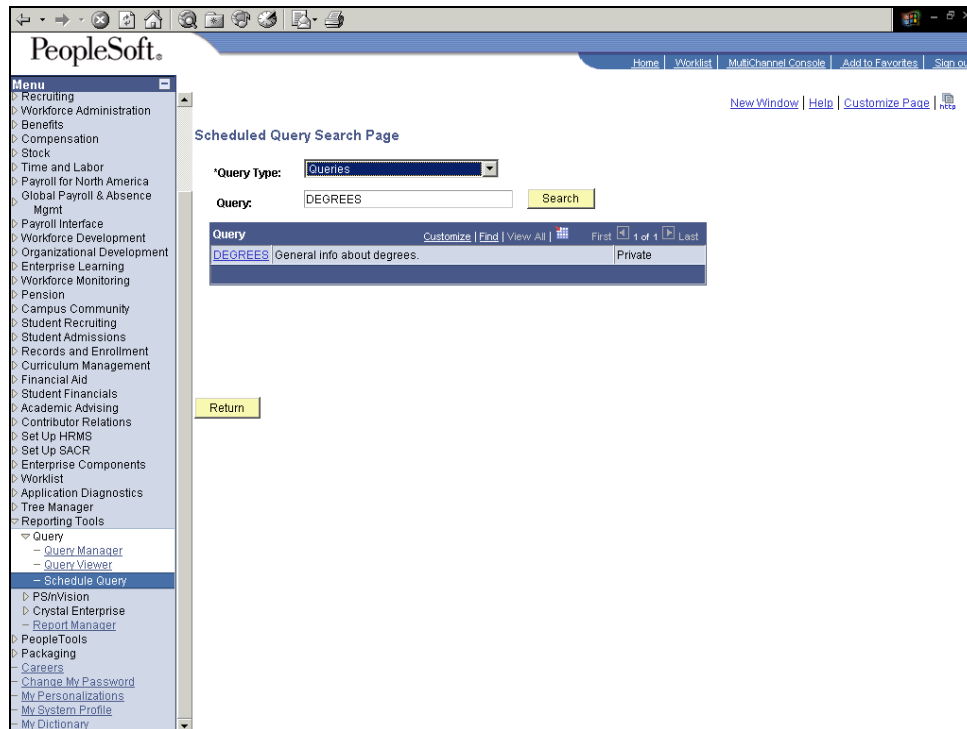 PeopleSoft.
Home | Worklist | MultiChannel Console | Add to Favorites | Sign ou
Menu
Recruiting
Workforce Administration
Benefits
Compensation
Stock
Time and Labor
Payroll for North America
Global Payroll & Absence
Mgmt
Payroll Interface
Workforce Development
Organizational Development
Enterprise Learning
Workforce Monitoring
Pension
Campus Community
Student Recruiting
Student Admissions
Records and Enrollment
Curriculum Management
Financial Aid
Student Financials
Academic Advising
Contributor Relations
Set Up HRMS
Set Up SACR
Enterprise Components
Worklist
Application Diagnostics
Tree Manager
Reporting Tools
Query
– Query Manager
– Query Viewer
– Schedule Query
PS/nVision
Crystal Enterprise
– Report Manager
PeopleTools
Packaging
– Careers
– Change My Password
– My Personalizations
– My System Profile
– My Dictionary
New Window | Help | Customize Page | http
Scheduled Query Search Page
*Query Type: Queries
Query: DEGREES Search
Query Customize | Find | View All | First 1 of 1 Last
DEGREES General info about degrees. Private
Return